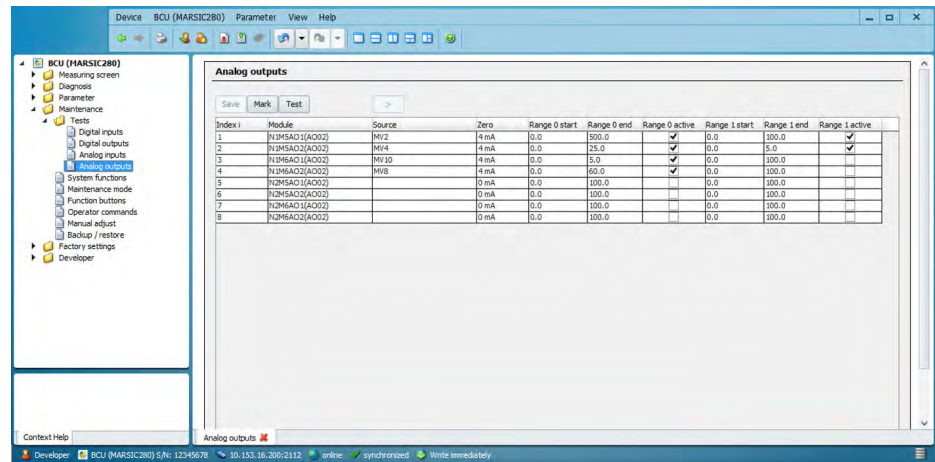 Device BCU (MARSIC280) Parameter View Help
BCU (MARSIC280)
Measuring screen
Diagnosis
Parameter
Maintenance
Tests
Digital inputs
Digital outputs
Analog inputs
Analog outputs
System functions
Maintenance mode
Function buttons
Operator commands
Manual adjust
Backup / restore
Factory settings
Developer
Context Help
Analog outputs
Save Mark Test >
Index i Module Source Zero Range 0 start Range 0 end Range 0 active Range 1 start Range 1 end Range 1 active
1 N1M5AO1(AO02) MV2 4 mA 0.0 500.0 0.0 100.0
2 N1M5AO2(AO02) MV4 4 mA 0.0 25.0 0.0 5.0
3 N1M6AO1(AO02) MV10 4 mA 0.0 5.0 0.0 100.0
4 N1M6AO2(AO02) MV8 4 mA 0.0 60.0 0.0 100.0
5 N2M5AO1(AO02) 0 mA 0.0 100.0 0.0 100.0
6 N2M5AO2(AO02) 0 mA 0.0 100.0 0.0 100.0
7 N2M6AO1(AO02) 0 mA 0.0 100.0 0.0 100.0
8 N2M6AO2(AO02) 0 mA 0.0 100.0 0.0 100.0
Analog outputs
Developer BCU (MARSIC280) S/N: 12345678 10.153.16.200:2112 online synchronized Write immediately